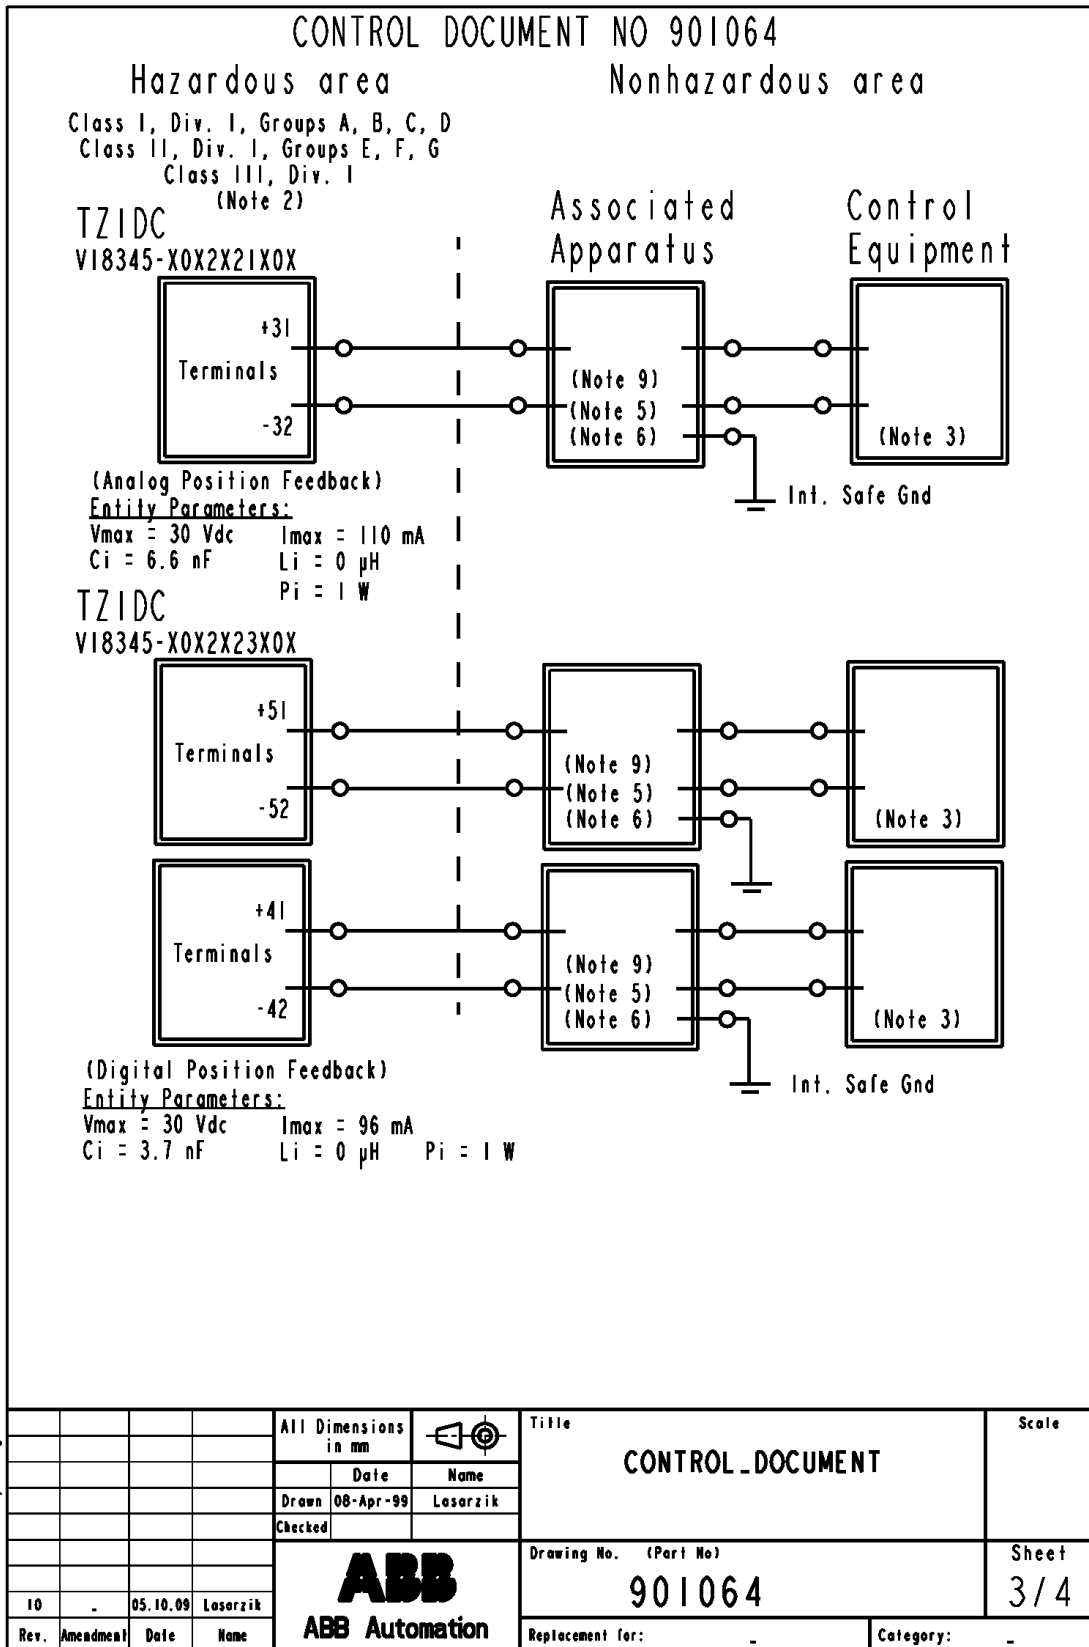 CONTROL DOCUMENT NO 901064
Hazardous area
Nonhazardous area
Class I, Div. I, Groups A, B, C, D
Class II, Div. I, Groups E, F, G
Class III, Div. I
(Note 2)
TZIDC
V18345-X0X2X21X0X
Associated
Apparatus
Control
Equipment
+31
Terminals
-32
(Note 9)
(Note 5)
(Note 6)
(Note 3)
Int. Safe Gnd
(Analog Position Feedback)
Entity Parameters:
Vmax = 30 Vdc Imax = 110 mA
Ci = 6.6 nF Li = 0 µH
Pi = 1 W
TZIDC
V18345-X0X2X23X0X
+51
Terminals
-52
(Note 9)
(Note 5)
(Note 6)
(Note 3)
+41
Terminals
-42
(Note 9)
(Note 5)
(Note 6)
(Note 3)
Int. Safe Gnd
(Digital Position Feedback)
Entity Parameters:
Vmax = 30 Vdc Imax = 96 mA
Ci = 3.7 nF Li = 0 µH Pi = 1 W
All Dimensions
in mm
Date Name
Drawn 08-Apr-99 Lasarzik
Checked
Title
CONTROL_DOCUMENT
Scale
10 - 05.10.09 Lasarzik
Rev. Amendment Date Name
ABB
ABB Automation
Drawing No. (Part No)
901064
Sheet
3/4
Replacement for: -
Category: -